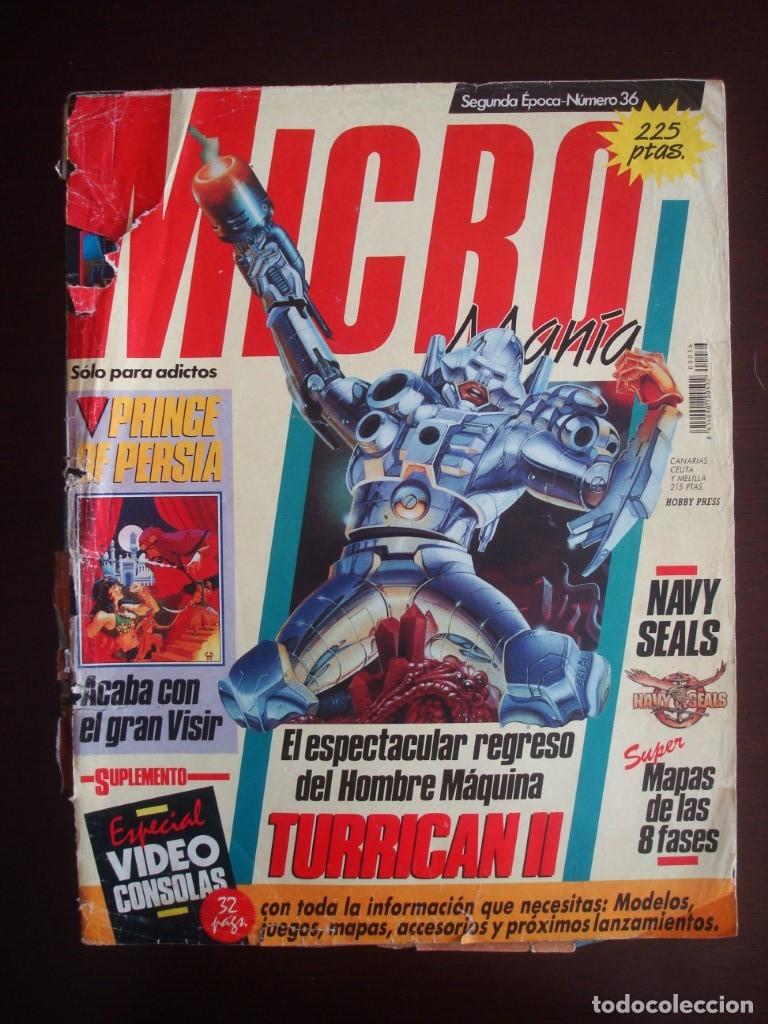 Segunda Época-Número 36
225
ptas.
MICRO
Manía
Sólo para adictos
PRINCE
OF PERSIA
Acaba con
el gran Visir
CANARIAS
CEUTA
Y MELILLA
215 PTAS.
HOBBY PRESS
NAVY
SEALS
NAVY SEALS
Super
Mapas
de las
8 fases
El espectacular regreso
del Hombre Máquina
TURRICAN II
SUPLEMENTO
Especial
VIDEO
CONSOLAS
32
pags.
con toda la información que necesitas: Modelos,
juegos, mapas, accesorios y próximos lanzamientos.
todocoleccion
todocoleccion.net